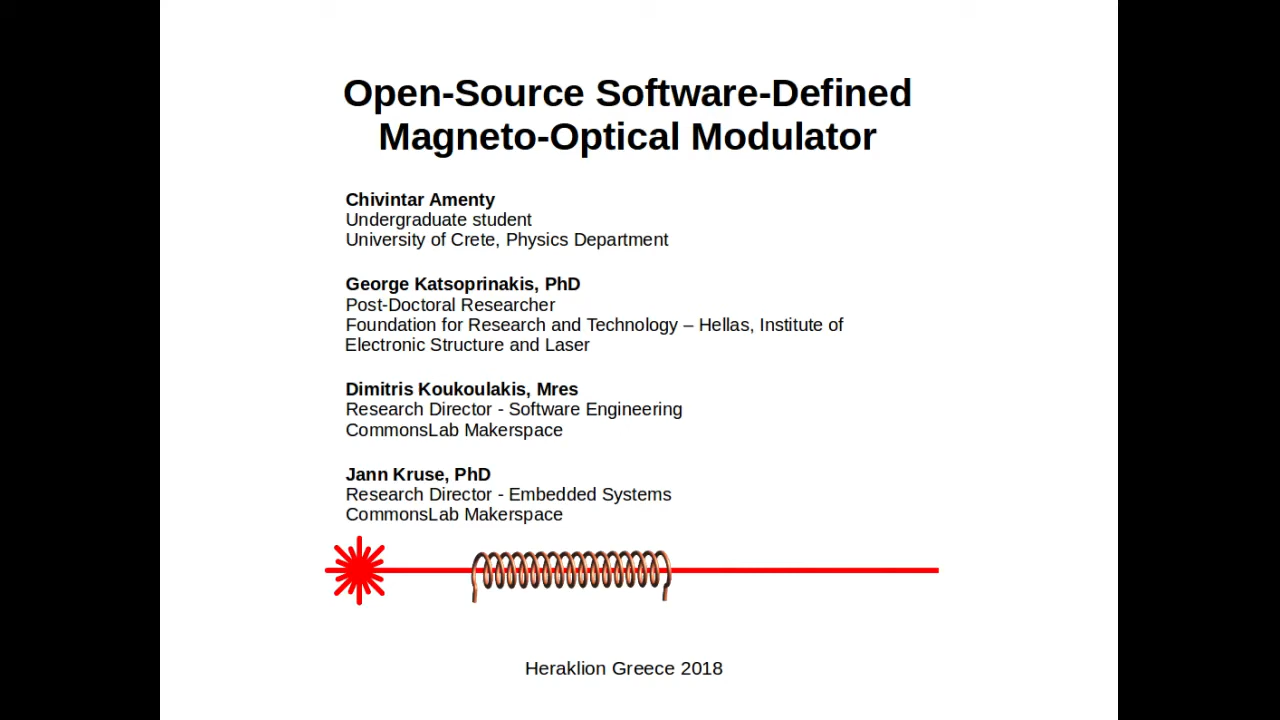 Open-Source Software-Defined
Magneto-Optical Modulator
Chivintar Amenty
Undergraduate student
University of Crete, Physics Department
George Katsoprinakis, PhD
Post-Doctoral Researcher
Foundation for Research and Technology – Hellas, Institute of
Electronic Structure and Laser
Dimitris Koukoulakis, Mres
Research Director - Software Engineering
CommonsLab Makerspace
Jann Kruse, PhD
Research Director - Embedded Systems
CommonsLab Makerspace
Heraklion Greece 2018